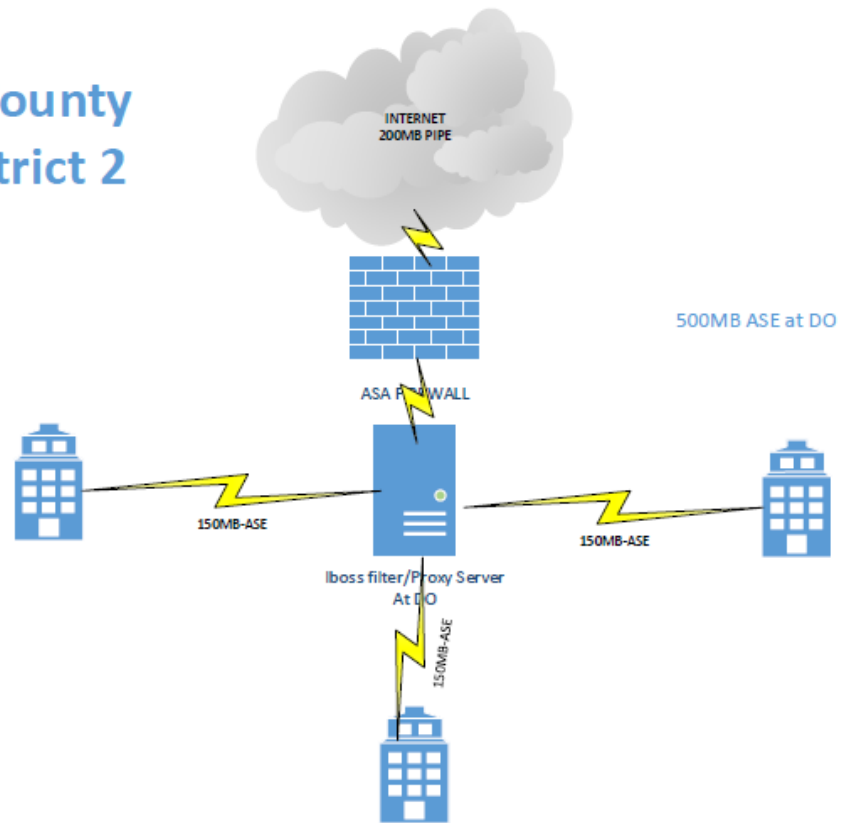 ounty
trict 2
INTERNET
200MB PIPE
500MB ASE at DO
ASA FIREWALL
150MB-ASE
150MB-ASE
Iboss filter/Proxy Server
At DO
150MB-ASE